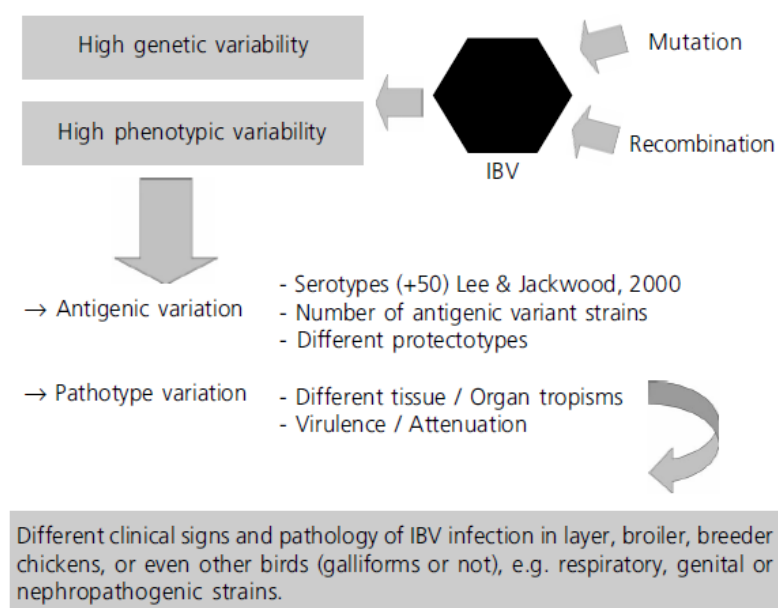 High genetic variability
Mutation
High phenotypic variability
Recombination
IBV
→ Antigenic variation
- Serotypes (+50) Lee & Jackwood, 2000
- Number of antigenic variant strains
- Different protectotypes
→ Pathotype variation
- Different tissue / Organ tropisms
- Virulence / Attenuation
Different clinical signs and pathology of IBV infection in layer, broiler, breeder
chickens, or even other birds (galliforms or not), e.g. respiratory, genital or
nephropathogenic strains.